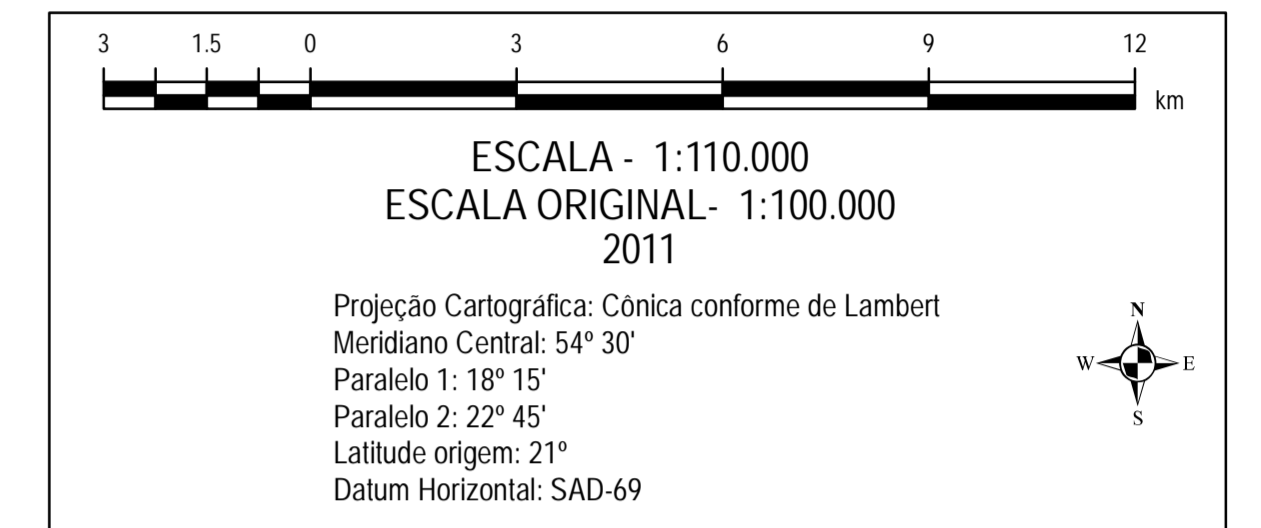 3 1.5 0 3 6 9 12
km
ESCALA - 1:110.000
ESCALA ORIGINAL- 1:100.000
2011
Projeção Cartográfica: Cônica conforme de Lambert
Meridiano Central: 54º 30'
Paralelo 1: 18º 15'
Paralelo 2: 22º 45'
Latitude origem: 21º
Datum Horizontal: SAD-69
N
W E
S